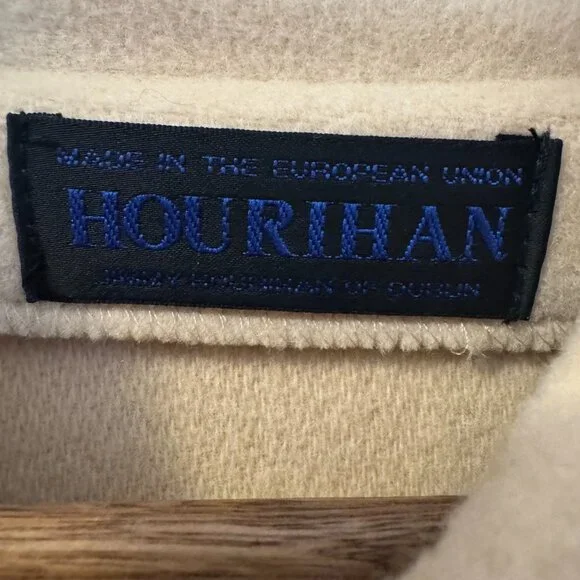 MADE IN THE EUROPEAN UNION
HOURIHAN
JIMMY HOURIHAN OF DUBLIN